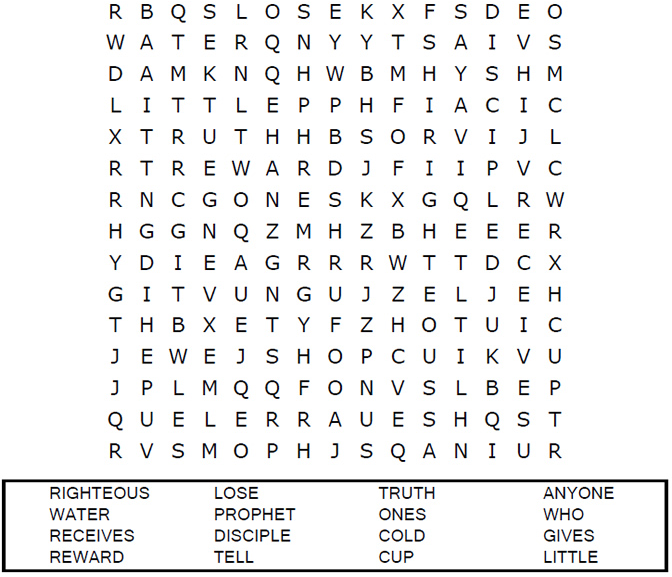 R B Q S L O S E K X F S D E O
W A T E R Q N Y Y T S A I V S
D A M K N Q H W B M H Y S H M
L I T T L E P P H F I A C I C
X T R U T H H B S O R V I J L
R T R E W A R D J F I I P V C
R N C G O N E S K X G Q L R W
H G G N Q Z M H Z B H E E E R
Y D I E A G R R R W T T D C X
G I T V U N G U J Z E L J E H
T H B X E T Y F Z H O T U I C
J E W E J S H O P C U I K V U
J P L M Q Q F O N V S L B E P
Q U E L E R R A U E S H Q S T
R V S M O P H J S Q A N I U R
RIGHTEOUS LOSE TRUTH ANYONE
WATER PROPHET ONES WHO
RECEIVES DISCIPLE COLD GIVES
REWARD TELL CUP LITTLE